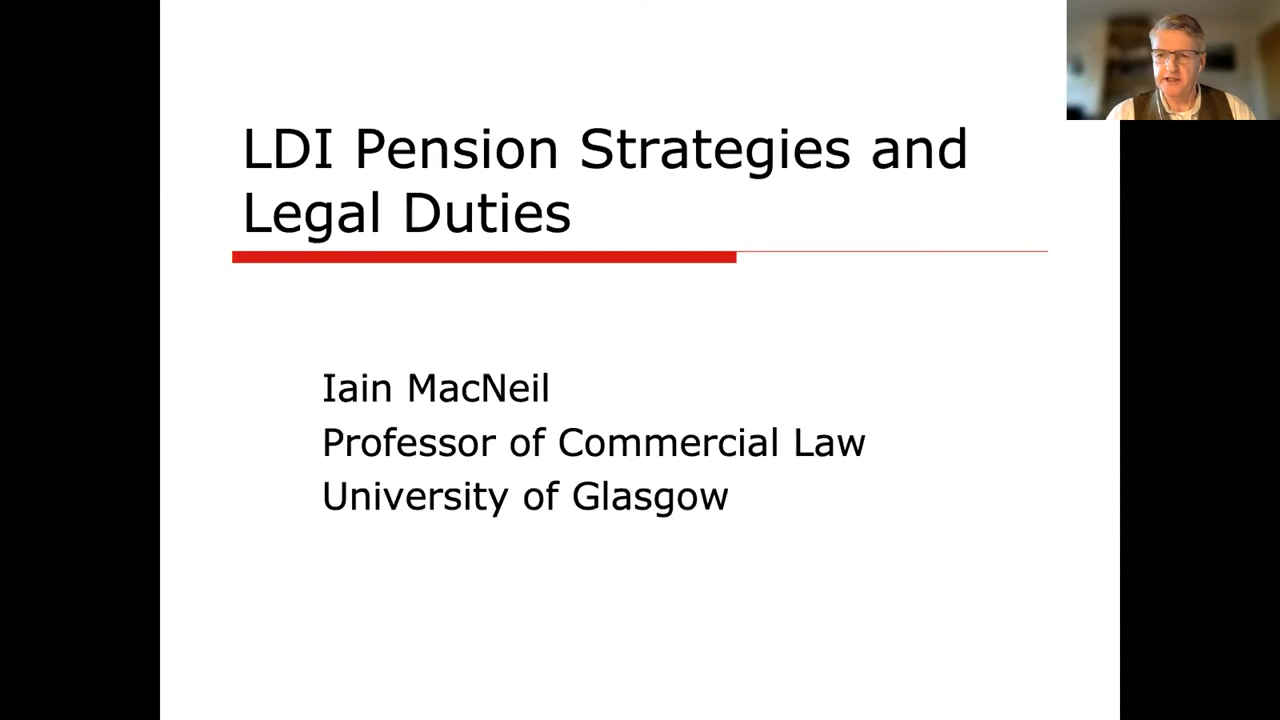 LDI Pension Strategies and
Legal Duties
Iain MacNeil
Professor of Commercial Law
University of Glasgow